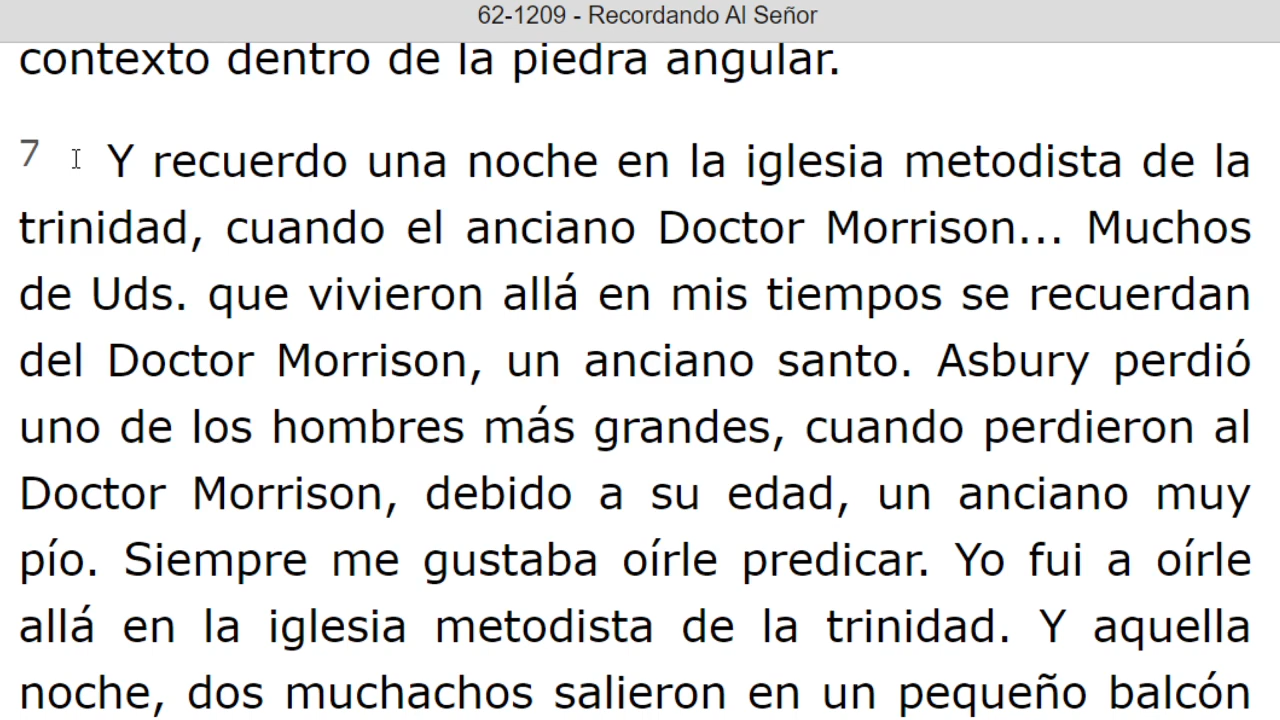 62-1209 - Recordando Al Señor
contexto dentro de la piedra angular.
7 Y recuerdo una noche en la iglesia metodista de la
trinidad, cuando el anciano Doctor Morrison... Muchos
de Uds. que vivieron allá en mis tiempos se recuerdan
del Doctor Morrison, un anciano santo. Asbury perdió
uno de los hombres más grandes, cuando perdieron al
Doctor Morrison, debido a su edad, un anciano muy
pío. Siempre me gustaba oírle predicar. Yo fui a oírle
allá en la iglesia metodista de la trinidad. Y aquella
noche, dos muchachos salieron en un pequeño balcón